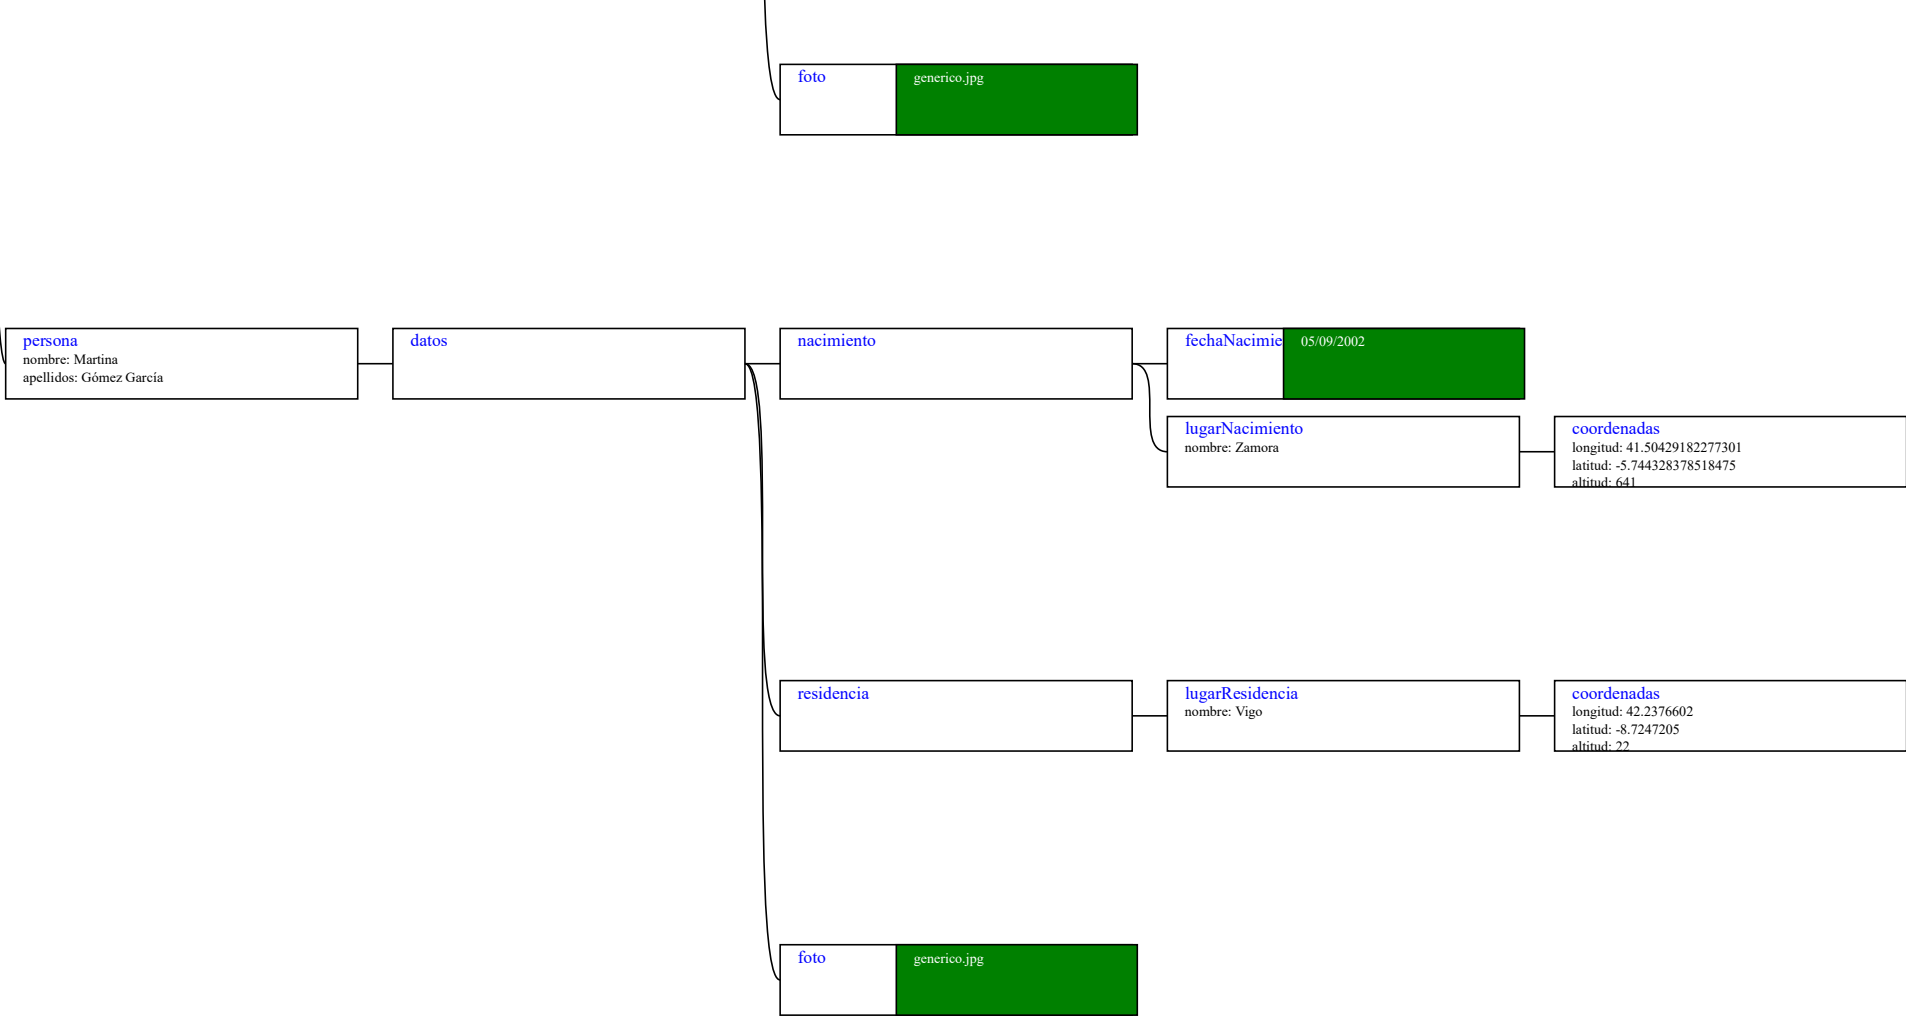 foto
generico.jpg
persona
nombre: Martina
apellidos: Gómez García
datos
nacimiento
fechaNacimie
05/09/2002
lugarNacimiento
nombre: Zamora
coordenadas
longitud: 41.50429182277301
latitud: -5.744328378518475
altitud: 641
residencia
lugarResidencia
nombre: Vigo
coordenadas
longitud: 42.2376602
latitud: -8.7247205
altitud: 22
foto
generico.jpg